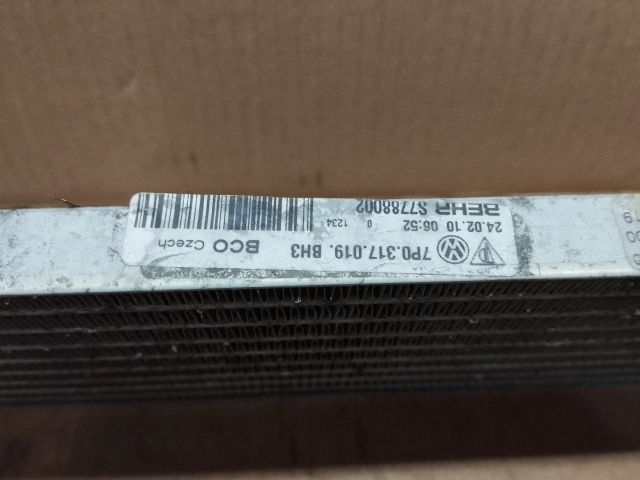 7P0.317.019. BH3 BCO Czech
24.02.10 06:52 0 1234
BEHR S7788002